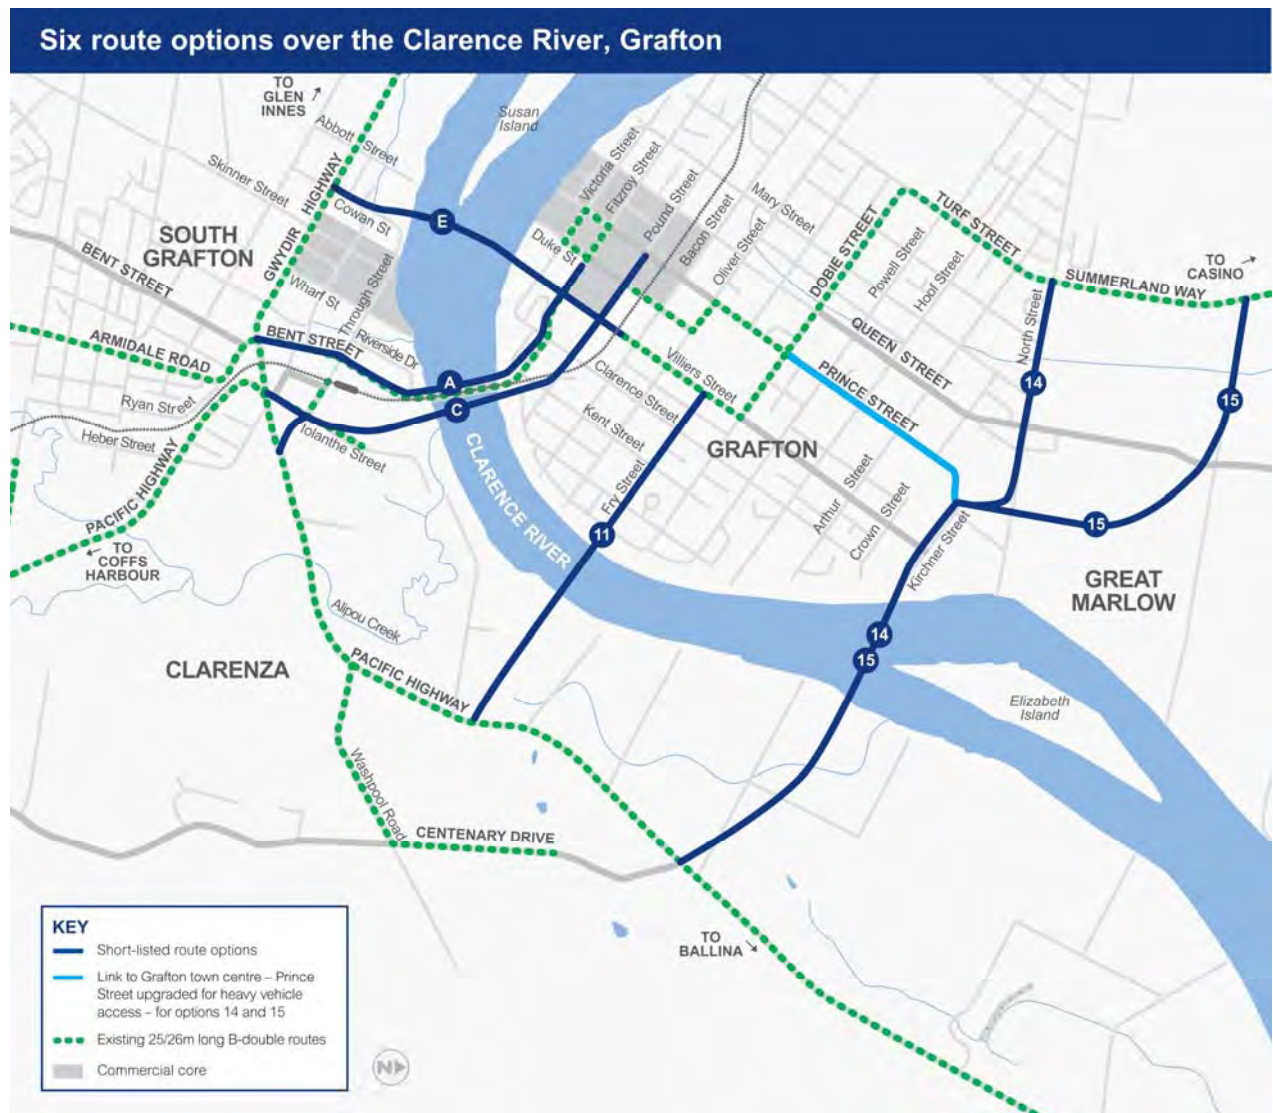 Six route options over the Clarence River, Grafton
TO
GLEN
INNES
Abbott Street
Skinner Street
GWYDIR HIGHWAY
Cowan St
SOUTH
GRAFTON
BENT STREET
Wharf St
Through Street
Riverside Dr
BENT STREET
ARMIDALE ROAD
Ryan Street
Heber Street
Iolanthe Street
PACIFIC HIGHWAY
TO
COFFS
HARBOUR
Susan
Island
E
A
C
Duke St
Victoria Street
Fitzroy Street
Pound Street
Bacon Street
Oliver Street
Mary Street
DOBIE STREET
TURF STREET
Powell Street
Hoof Street
SUMMERLAND WAY
TO
CASINO
North Street
QUEEN STREET
PRINCE STREET
Villiers Street
Clarence Street
Kent Street
Fry Street
GRAFTON
Arthur Street
Crown Street
Kirchner Street
14
15
15
11
14
15
GREAT
MARLOW
CLARENCE RIVER
Elizabeth
Island
Alipou Creek
CLARENZA
PACIFIC HIGHWAY
Washpool Road
CENTENARY DRIVE
TO
BALLINA
KEY
Short-listed route options
Link to Grafton town centre – Prince
Street upgraded for heavy vehicle
access – for options 14 and 15
Existing 25/26m long B-double routes
Commercial core
N